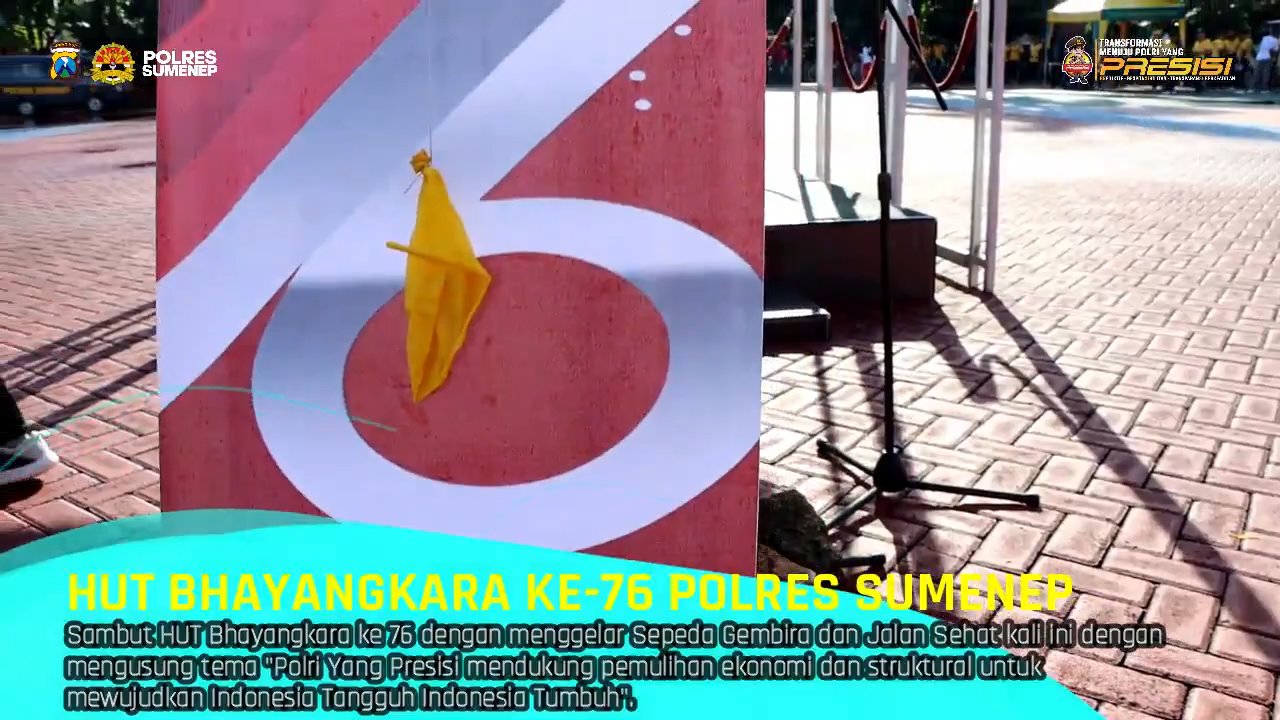 POLRES
SUMENEP
TRANSFORMASI
MENUJU POLRI YANG
PRESISI
6
HUT BHAYANGKARA KE-76 POLRES SUMENEP
Sambut HUT Bhayangkara ke 76 dengan menggelar Sepeda Gembira dan Jalan Sehat kali ini dengan
mengusung tema "Polri Yang Presisi mendukung pemulihan ekonomi dan struktural untuk
mewujudkan Indonesia Tangguh Indonesia Tumbuh".